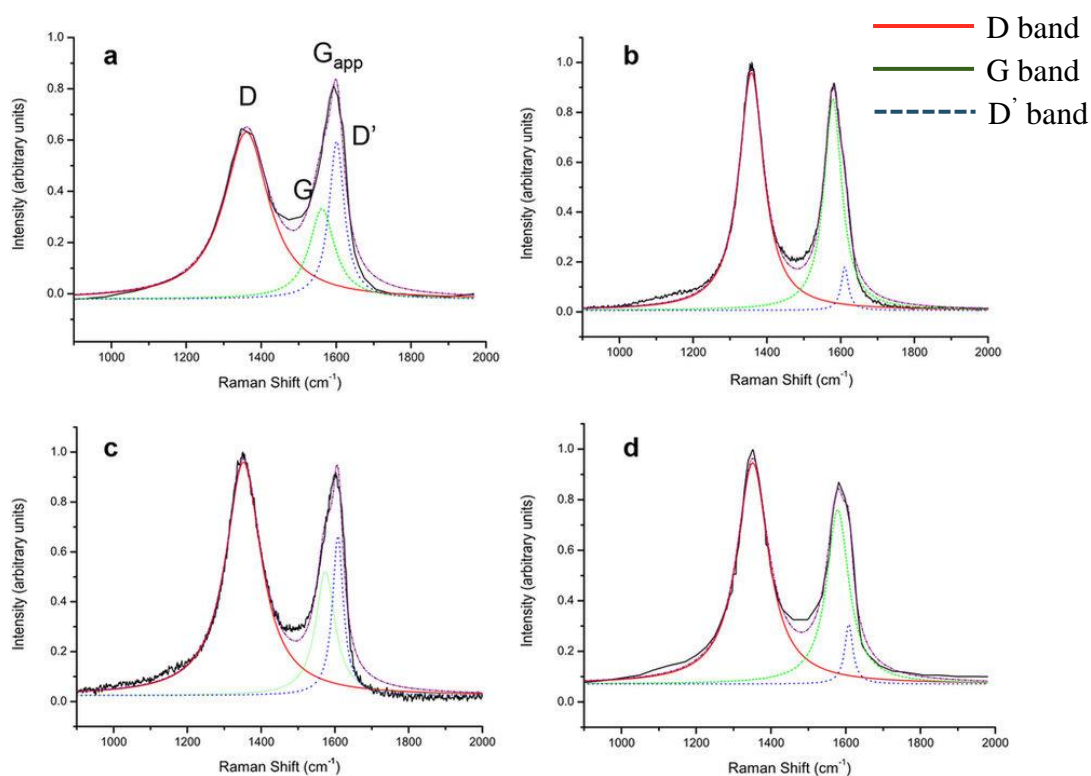 D band
G band
D' band
a
G_app
D
D'
G
Intensity (arbitrary units)
1.0
0.8
0.6
0.4
0.2
0.0
1000 1200 1400 1600 1800 2000
Raman Shift (cm⁻¹)
b
Intensity (arbitrary units)
1.0
0.8
0.6
0.4
0.2
0.0
1000 1200 1400 1600 1800 2000
Raman Shift (cm⁻¹)
c
Intensity (arbitrary units)
1.0
0.8
0.6
0.4
0.2
0.0
1000 1200 1400 1600 1800 2000
Raman Shift (cm⁻¹)
d
Intensity (arbitrary units)
1.0
0.8
0.6
0.4
0.2
0.0
1000 1200 1400 1600 1800 2000
Raman Shift (cm⁻¹)